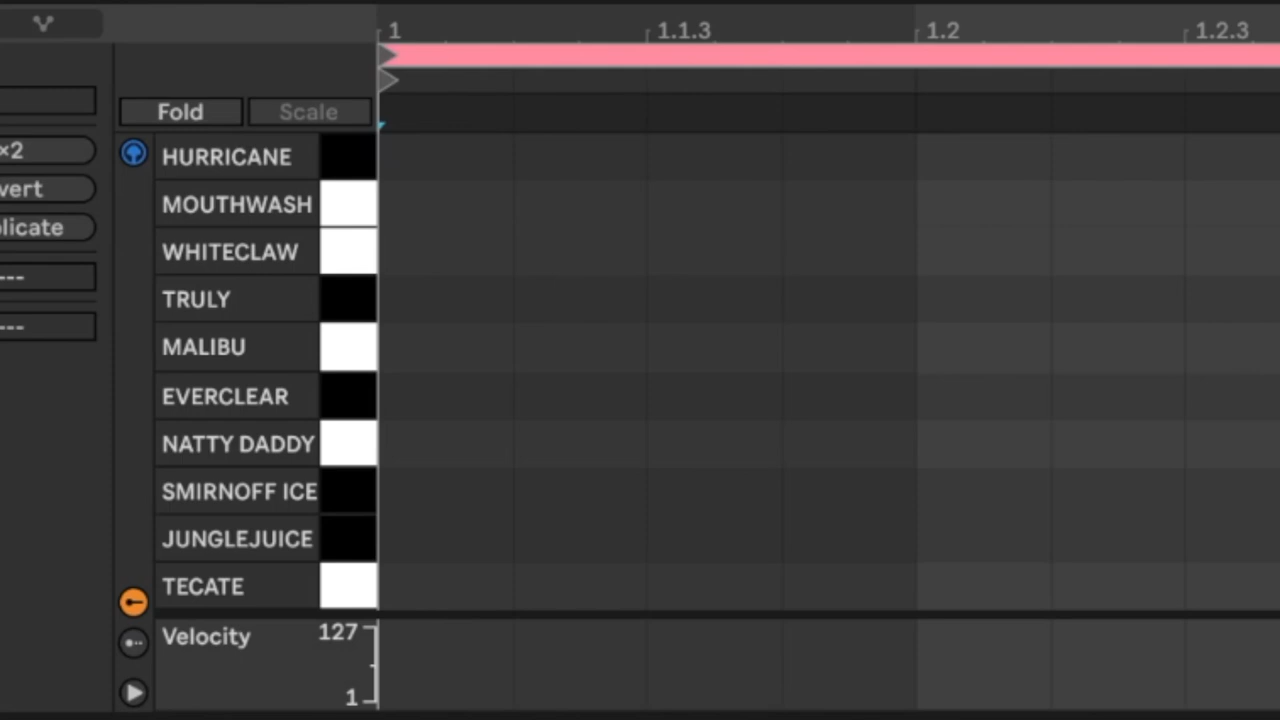 1 1.1.3 1.2 1.2.3
Fold Scale
×2
HURRICANE
vert
MOUTHWASH
licate
WHITECLAW
---
TRULY
---
MALIBU
EVERCLEAR
NATTY DADDY
SMIRNOFF ICE
JUNGLEJUICE
TECATE
Velocity 127
1